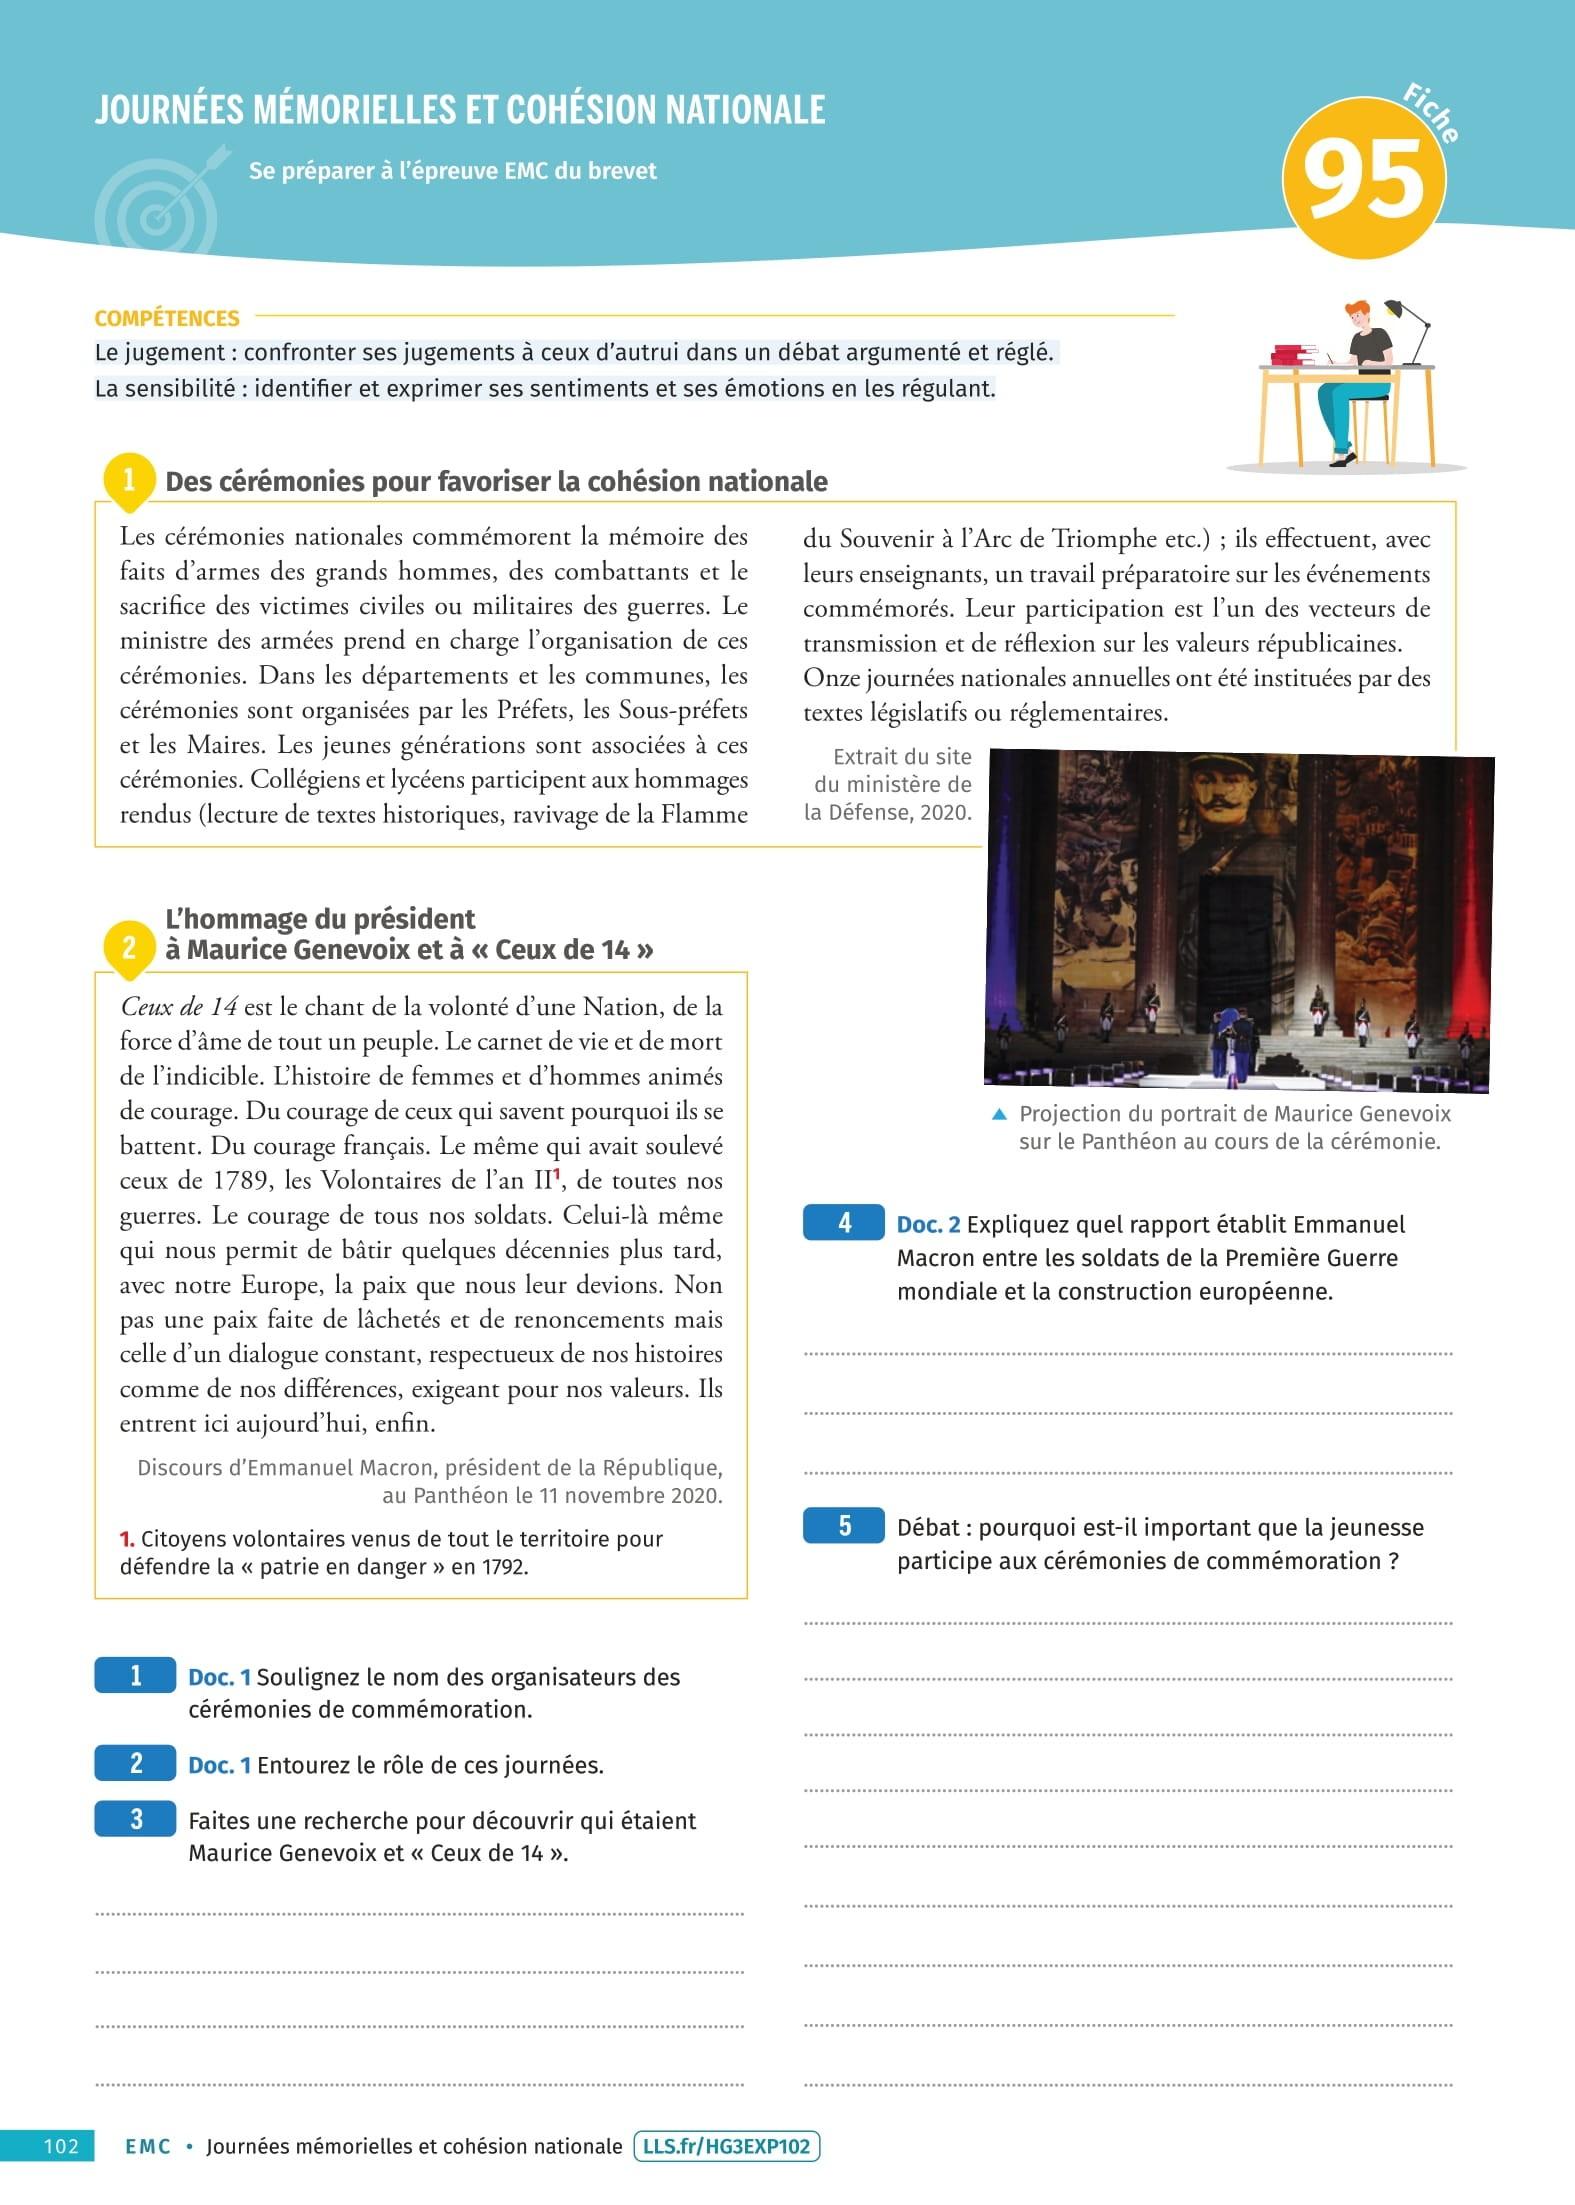 JOURNÉES MÉMORIELLES ET COHÉSION NATIONALE
Se préparer à l'épreuve EMC du brevet
Fiche
95
COMPÉTENCES
Le jugement : confronter ses jugements à ceux d'autrui dans un débat argumenté et réglé.
La sensibilité : identifier et exprimer ses sentiments et ses émotions en les régulant.
1 Des cérémonies pour favoriser la cohésion nationale
Les cérémonies nationales commémorent la mémoire des
faits d'armes des grands hommes, des combattants et le
sacrifice des victimes civiles ou militaires des guerres. Le
ministre des armées prend en charge l'organisation de ces
cérémonies. Dans les départements et les communes, les
cérémonies sont organisées par les Préfets, les Sous-préfets
et les Maires. Les jeunes générations sont associées à ces
cérémonies. Collégiens et lycéens participent aux hommages
rendus (lecture de textes historiques, ravivage de la Flamme
du Souvenir à l'Arc de Triomphe etc.) ; ils effectuent, avec
leurs enseignants, un travail préparatoire sur les événements
commémorés. Leur participation est l'un des vecteurs de
transmission et de réflexion sur les valeurs républicaines.
Onze journées nationales annuelles ont été instituées par des
textes législatifs ou réglementaires.
Extrait du site
du ministère de
la Défense, 2020.
2 L'hommage du président
à Maurice Genevoix et à « Ceux de 14 »
Ceux de 14 est le chant de la volonté d'une Nation, de la
force d'âme de tout un peuple. Le carnet de vie et de mort
de l'indicible. L'histoire de femmes et d'hommes animés
de courage. Du courage de ceux qui savent pourquoi ils se
battent. Du courage français. Le même qui avait soulevé
ceux de 1789, les Volontaires de l'an II¹, de toutes nos
guerres. Le courage de tous nos soldats. Celui-là même
qui nous permit de bâtir quelques décennies plus tard,
avec notre Europe, la paix que nous leur devions. Non
pas une paix faite de lâchetés et de renoncements mais
celle d'un dialogue constant, respectueux de nos histoires
comme de nos différences, exigeant pour nos valeurs. Ils
entrent ici aujourd'hui, enfin.
Discours d'Emmanuel Macron, président de la République,
au Panthéon le 11 novembre 2020.
1. Citoyens volontaires venus de tout le territoire pour
défendre la « patrie en danger » en 1792.
▲ Projection du portrait de Maurice Genevoix
sur le Panthéon au cours de la cérémonie.
1 Doc. 1 Soulignez le nom des organisateurs des
cérémonies de commémoration.
2 Doc. 1 Entourez le rôle de ces journées.
3 Faites une recherche pour découvrir qui étaient
Maurice Genevoix et « Ceux de 14 ».
4 Doc. 2 Expliquez quel rapport établit Emmanuel
Macron entre les soldats de la Première Guerre
mondiale et la construction européenne.
5 Débat : pourquoi est-il important que la jeunesse
participe aux cérémonies de commémoration ?
102 EMC • Journées mémorielles et cohésion nationale LLS.fr/HG3EXP102